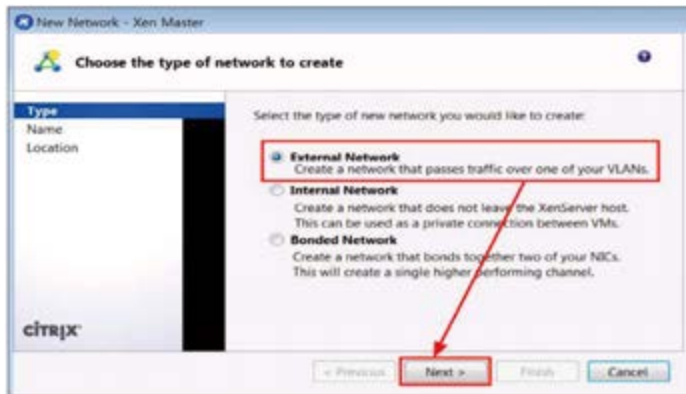 New Network - Xen Master
Choose the type of network to create
Type
Name
Location
Select the type of new network you would like to create:
External Network
Create a network that passes traffic over one of your VLANs.
Internal Network
Create a network that does not leave the XenServer host.
This can be used as a private connection between VMs.
Bonded Network
Create a network that bonds together two of your NICs.
This will create a single higher performing channel.
CİTRIX
< Previous
Next >
Finish
Cancel